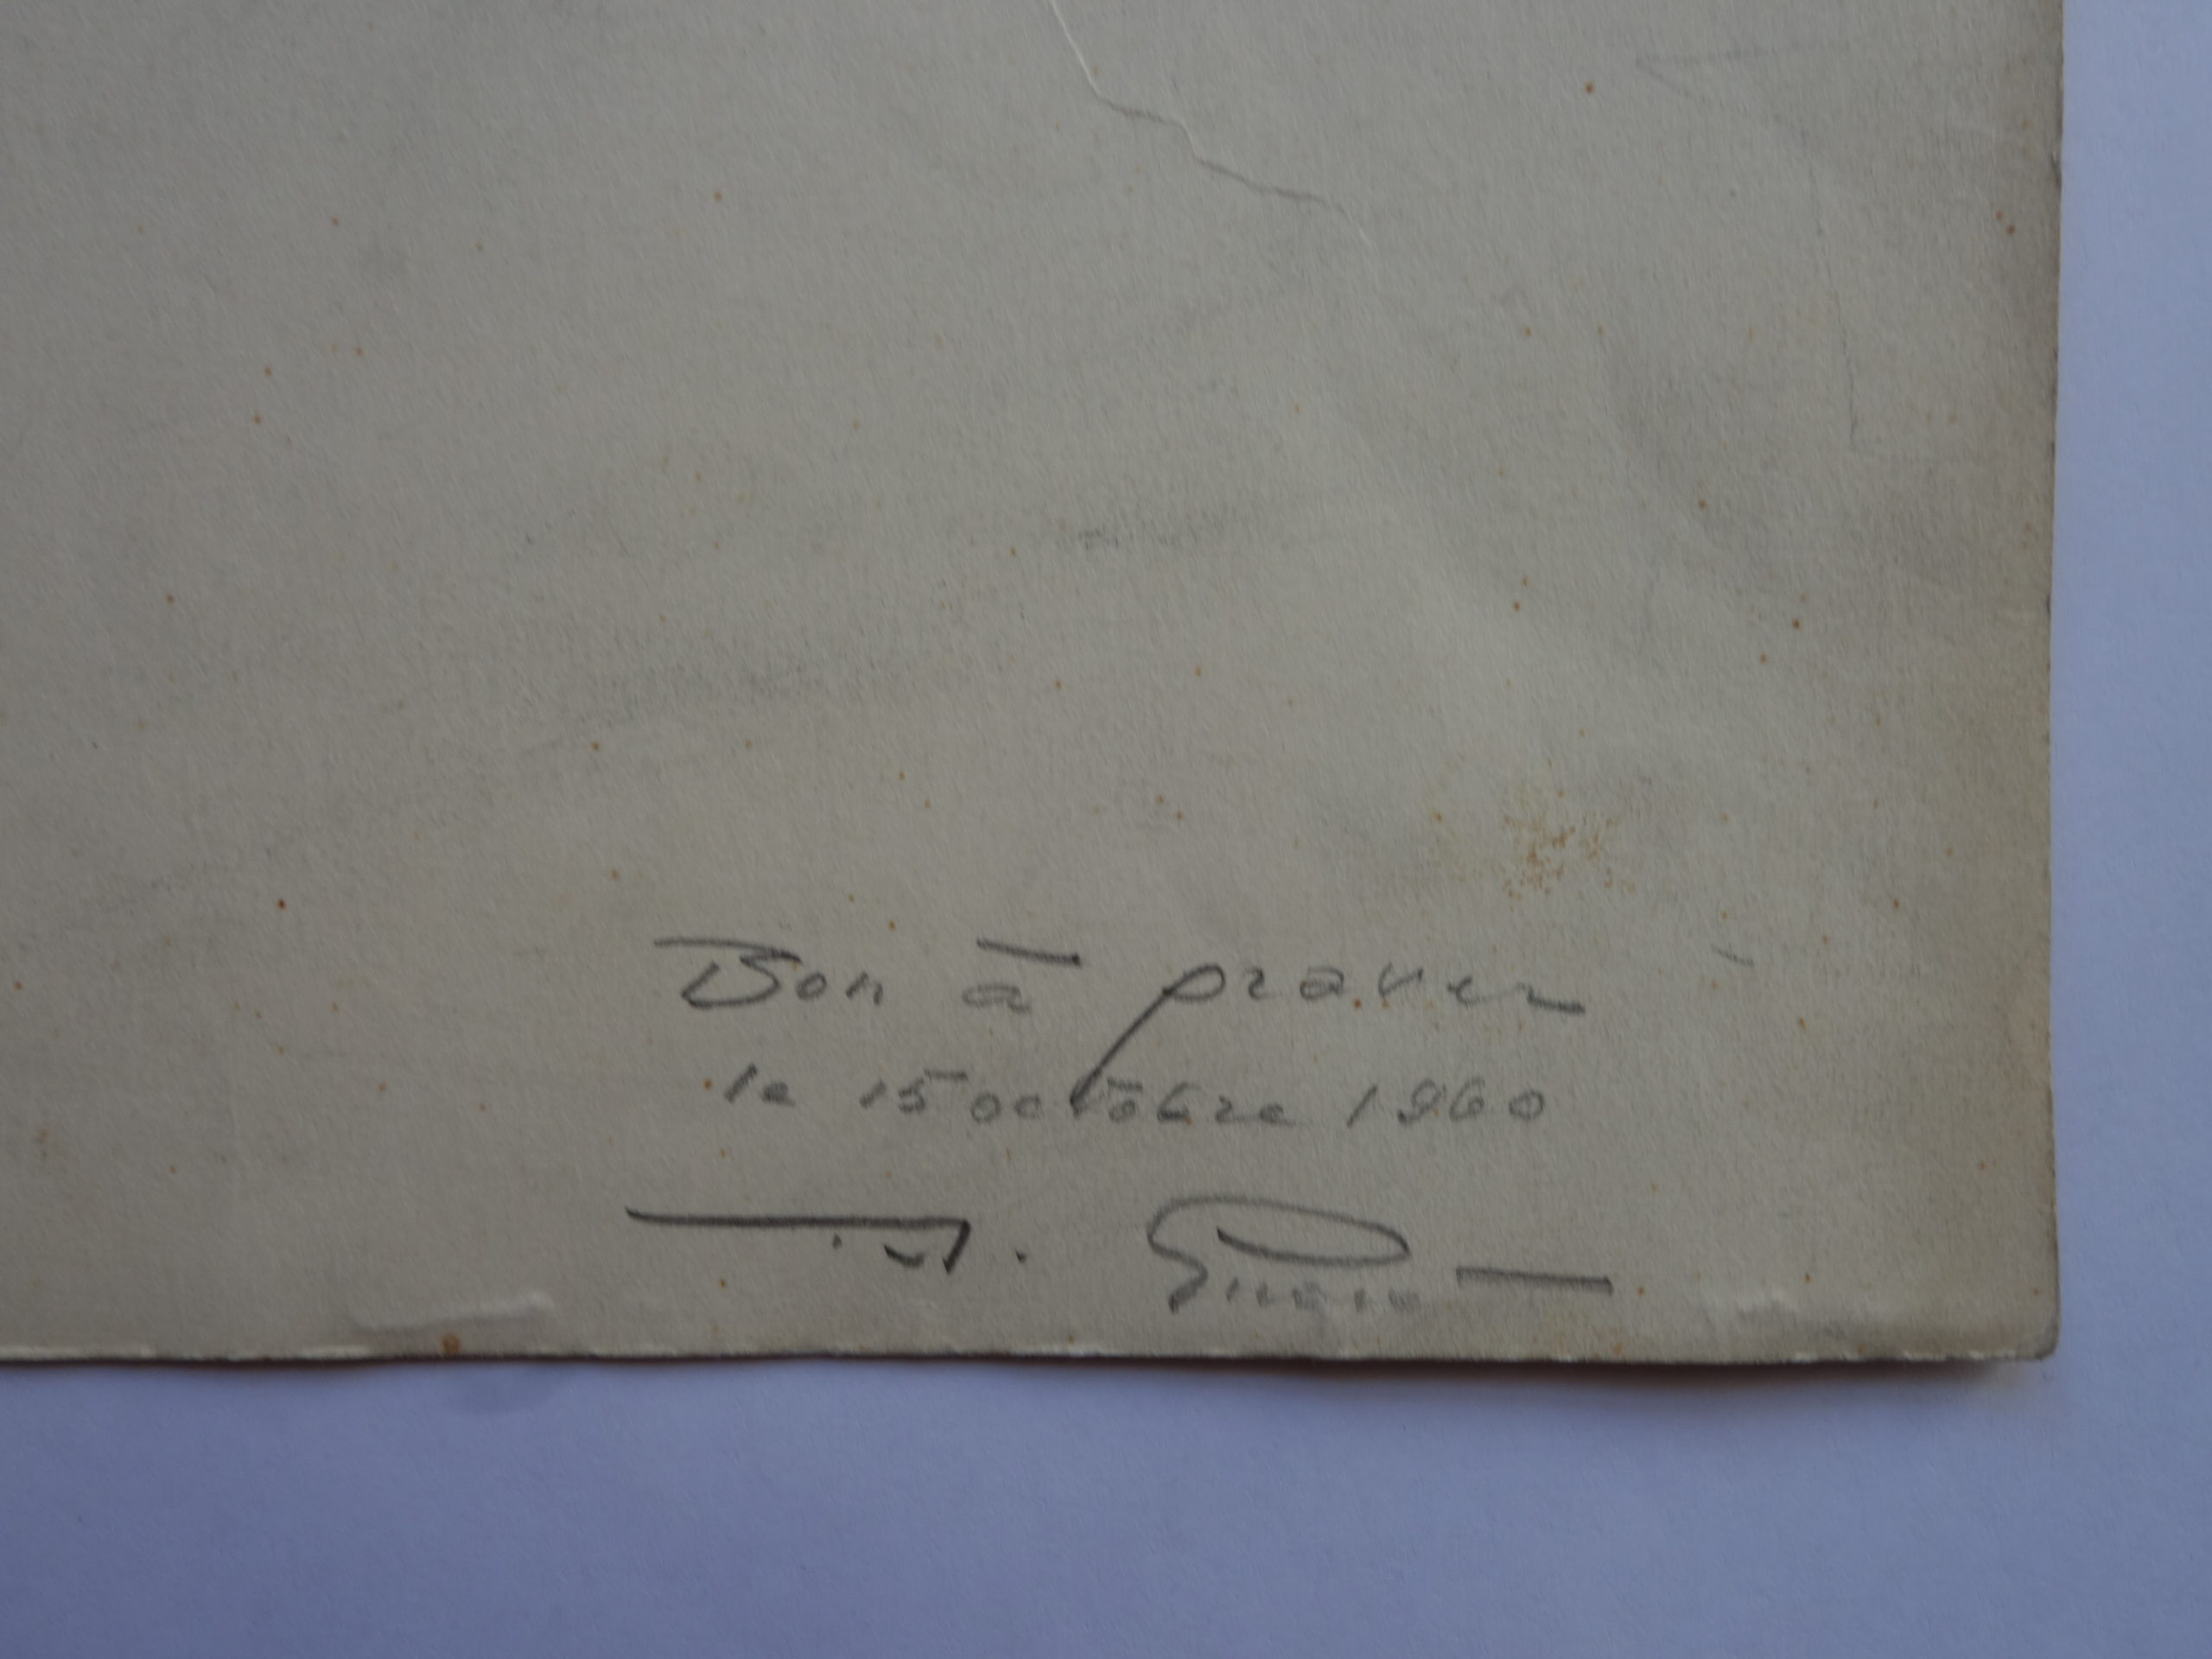 Bon à graver
le 15 octobre 1960